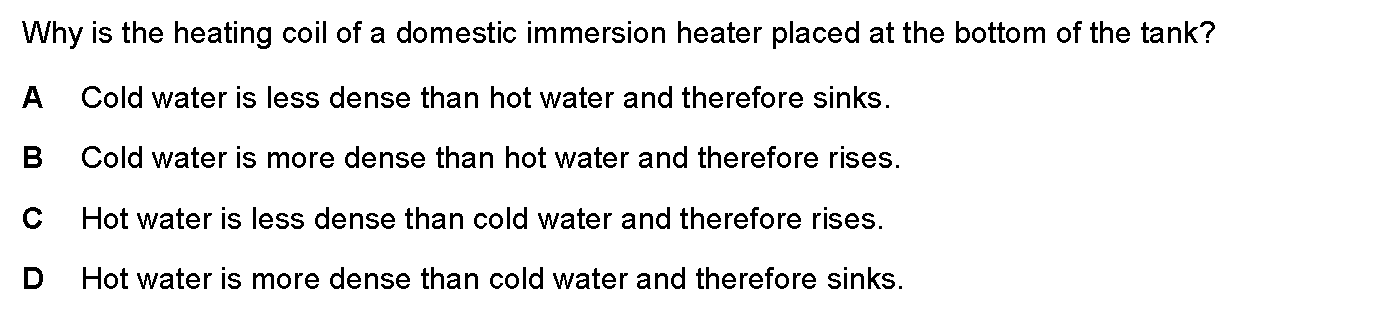 Why is the heating coil of a domestic immersion heater placed at the bottom of the tank?
A Cold water is less dense than hot water and therefore sinks.
B Cold water is more dense than hot water and therefore rises.
C Hot water is less dense than cold water and therefore rises.
D Hot water is more dense than cold water and therefore sinks.